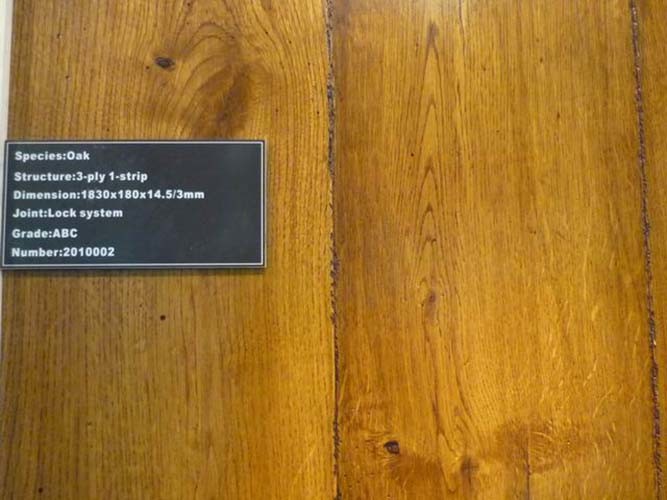 Species:Oak
Structure:3-ply 1-strip
Dimension:1830x180x14.5/3mm
Joint:Lock system
Grade:ABC
Number:2010002